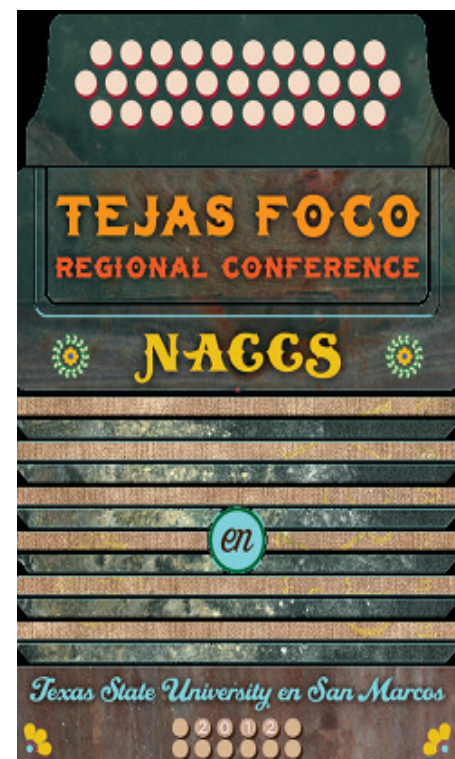 TEJAS FOCO
REGIONAL CONFERENCE
NACCS
en
Texas State University en San Marcos
2012